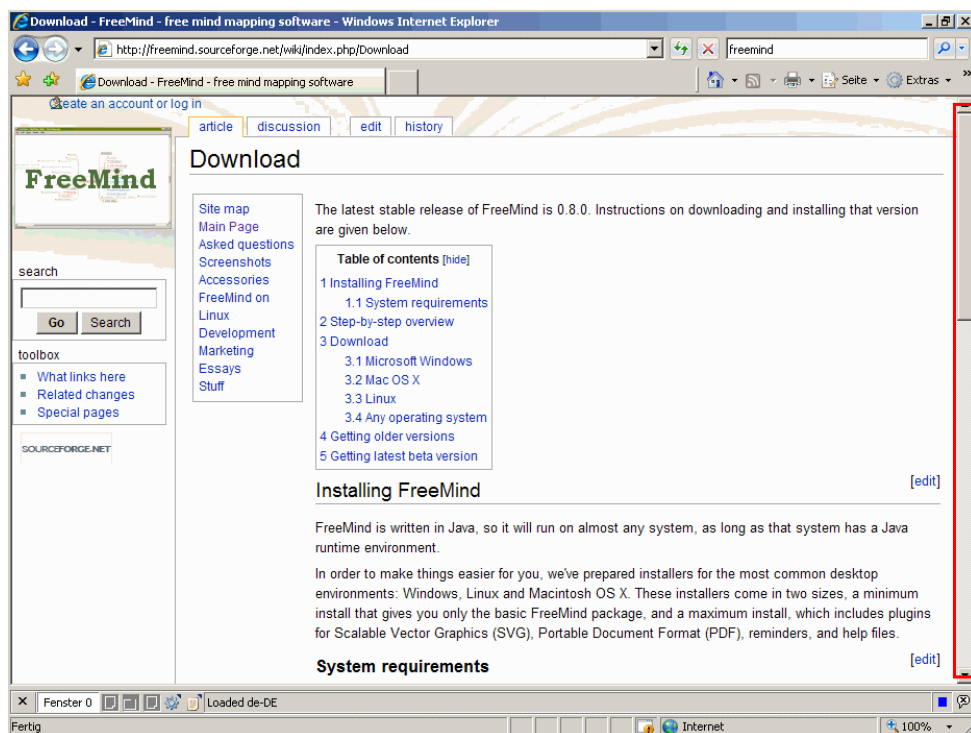 Download - FreeMind - free mind mapping software - Windows Internet Explorer
http://freemind.sourceforge.net/wiki/index.php/Download
freemind
Download - FreeMind - free mind mapping software
Seite
Extras
»
Create an account or log in
article discussion edit history
FreeMind
Download
search
Go Search
toolbox
What links here
Related changes
Special pages
SOURCEFORGE.NET
Site map
Main Page
Asked questions
Screenshots
Accessories
FreeMind on
Linux
Development
Marketing
Essays
Stuff
The latest stable release of FreeMind is 0.8.0. Instructions on downloading and installing that version
are given below.
Table of contents [hide]
1 Installing FreeMind
1.1 System requirements
2 Step-by-step overview
3 Download
3.1 Microsoft Windows
3.2 Mac OS X
3.3 Linux
3.4 Any operating system
4 Getting older versions
5 Getting latest beta version
[edit]
Installing FreeMind
FreeMind is written in Java, so it will run on almost any system, as long as that system has a Java
runtime environment.
In order to make things easier for you, we've prepared installers for the most common desktop
environments: Windows, Linux and Macintosh OS X. These installers come in two sizes, a minimum
install that gives you only the basic FreeMind package, and a maximum install, which includes plugins
for Scalable Vector Graphics (SVG), Portable Document Format (PDF), reminders, and help files.
[edit]
System requirements
Fenster 0 Loaded de-DE
Fertig Internet 100%